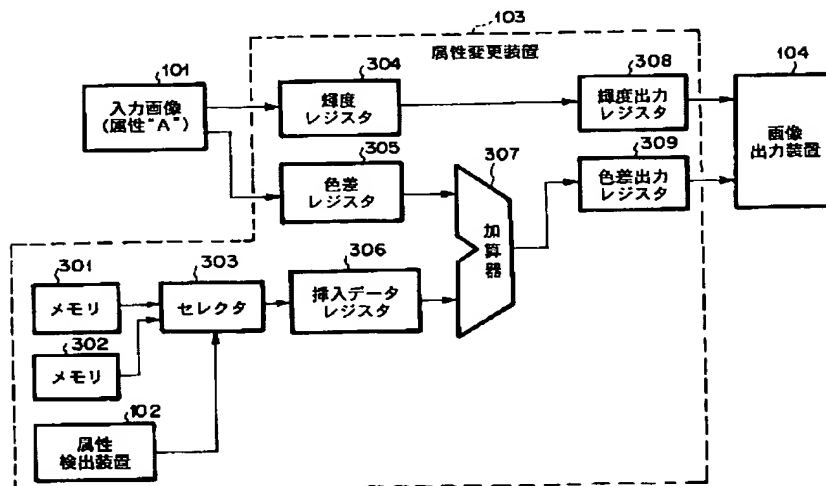 103
属性変更装置
101
入力画像
(属性“A”)
304
輝度
レジスタ
308
輝度出力
レジスタ
104
画像
出力装置
305
色差
レジスタ
307
加算器
309
色差出力
レジスタ
301
メモリ
303
セレクタ
306
挿入データ
レジスタ
302
メモリ
102
属性
検出装置